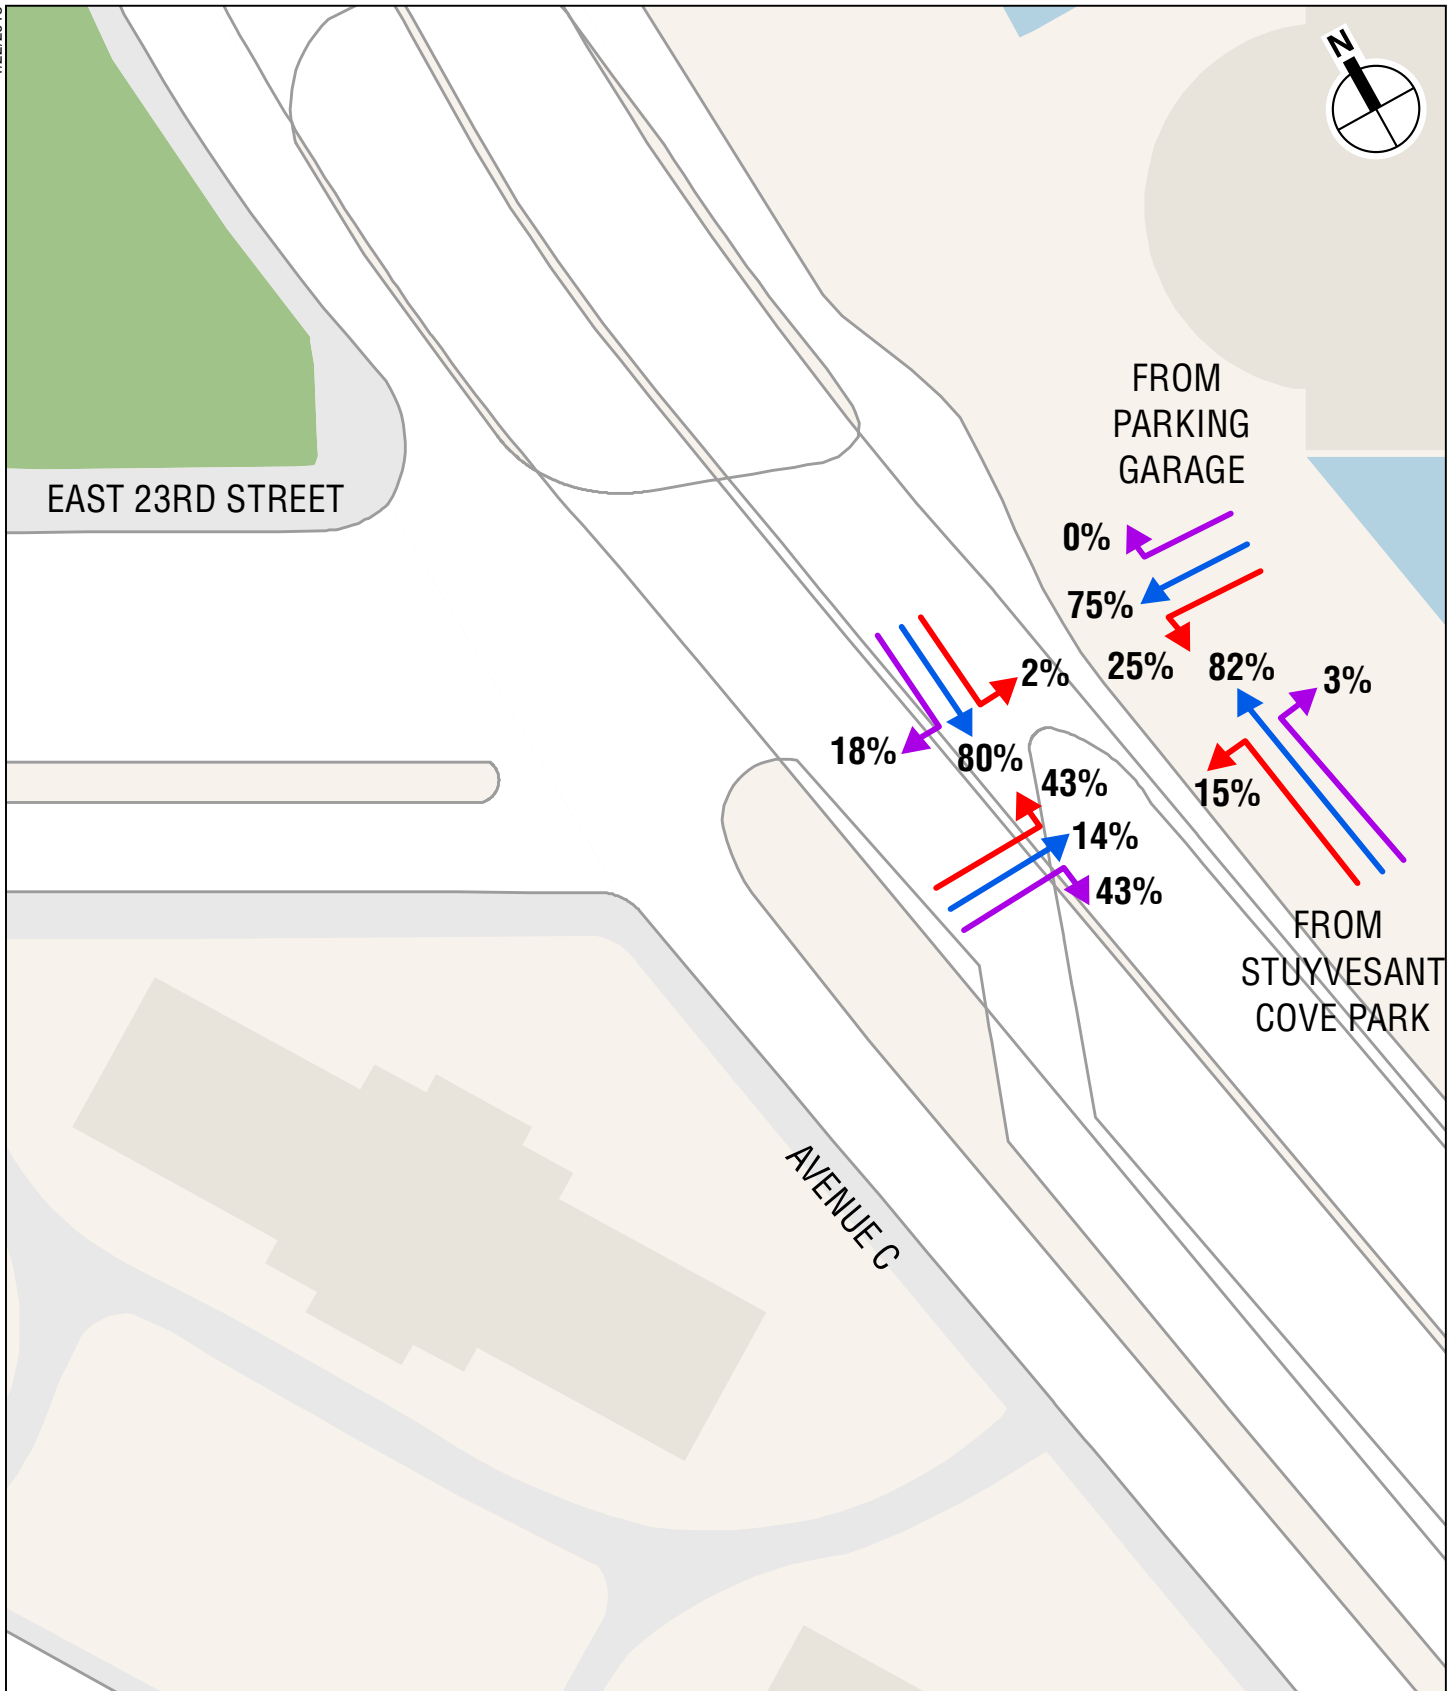 N
FROM
PARKING
GARAGE
EAST 23RD STREET
0%
75%
25%
82%
3%
2%
18%
80%
15%
43%
14%
43%
FROM
STUYVESANT
COVE PARK
AVENUE C